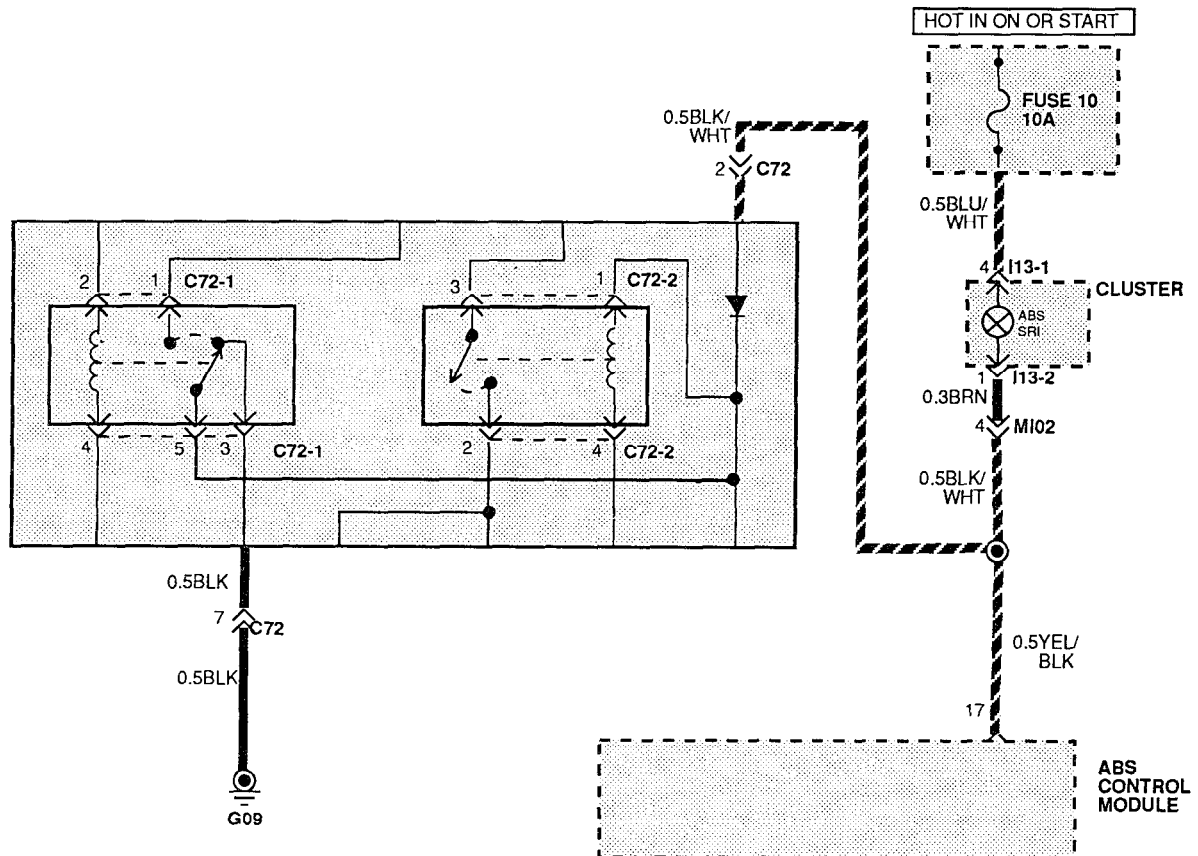 HOT IN ON OR START
FUSE 10
10A
0.5BLK/
WHT
2 C72
0.5BLU/
WHT
4 I13-1
CLUSTER
ABS
SRI
1 I13-2
0.3BRN
4 MI02
0.5BLK/
WHT
2 1 C72-1
3 1 C72-2
4 5 3 C72-1
2 4 C72-2
0.5BLK
7 C72
0.5BLK
G09
0.5YEL/
BLK
17
ABS
CONTROL
MODULE